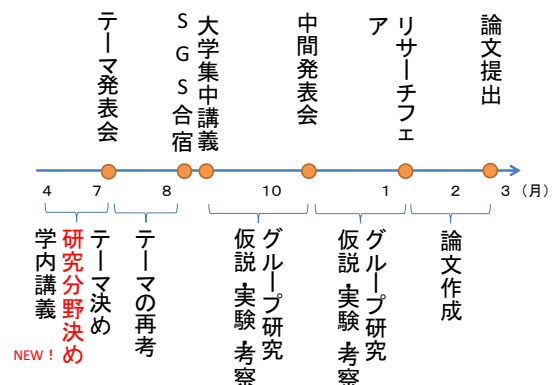 テーマ発表会
SGS合宿
大学集中講義
中間発表会
リサーチフェ
ア
論文提出
4 7 8 10 1 2 3 (月)
学内講義
研究分野決め
NEW!
テーマ決め
テーマの再考
グループ研究
仮説・実験・考察
グループ研究
仮説・実験・考察
論文作成